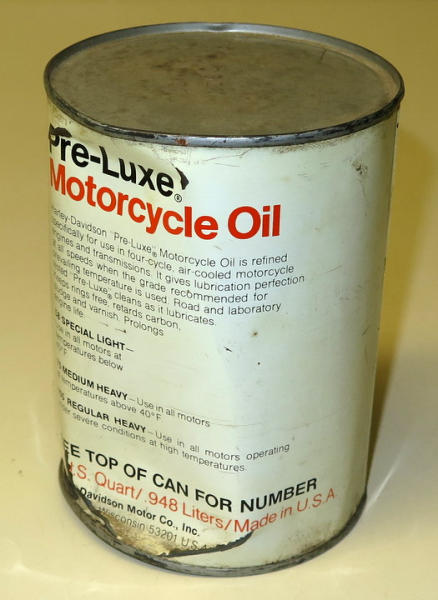 Pre-Luxe®
Motorcycle Oil
Harley-Davidson "Pre-Luxe"® Motorcycle Oil is refined
specifically for use in four-cycle, air-cooled motorcycle
engines and transmissions. It gives lubrication perfection
at all speeds when the grade recommended for
prevailing temperature is used. Road and laboratory
"Pre-Luxe"® cleans as it lubricates.
keeps rings free, retards carbon,
sludge and varnish. Prolongs
engine life.
SPECIAL LIGHT—
Use in all motors at
temperatures below
°F
MEDIUM HEAVY—Use in all motors
temperatures above 40°F
REGULAR HEAVY—Use in all motors operating
under severe conditions at high temperatures.
SEE TOP OF CAN FOR NUMBER
U.S. Quart/.948 Liters/Made in U.S.A.
Davidson Motor Co., Inc.
Wisconsin 53201 U.S.A.